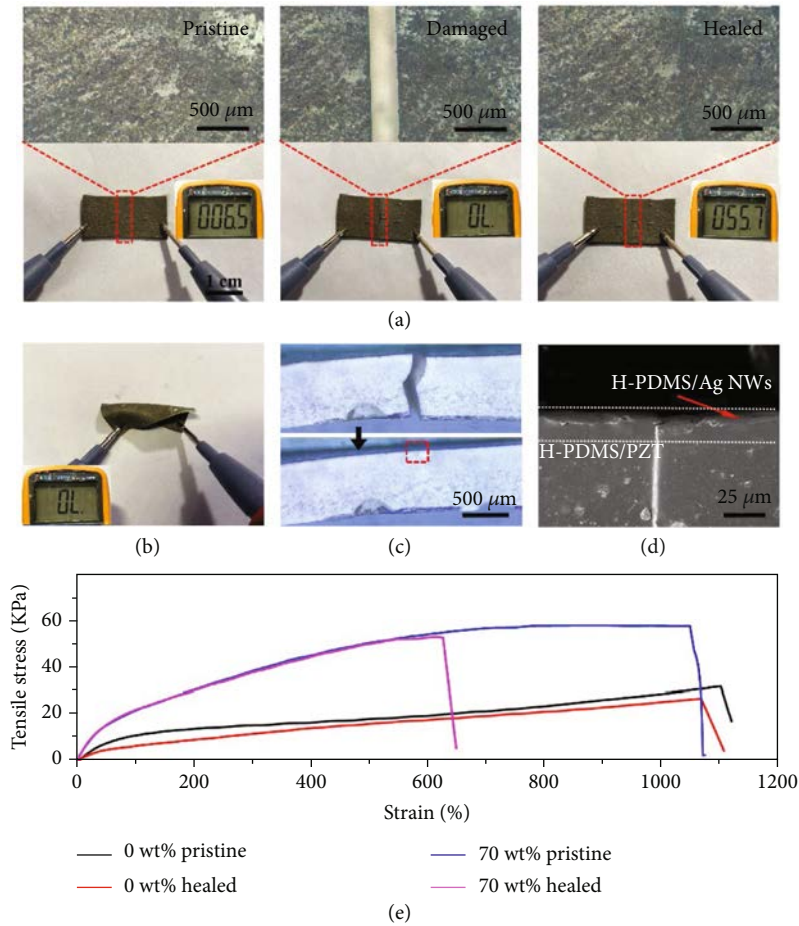 Pristine
Damaged
Healed
500 μm
500 μm
500 μm
006.5
0L.
055.7
1 cm
(a)
H-PDMS/Ag NWs
H-PDMS/PZT
0L.
500 μm
25 μm
(b)
(c)
(d)
Tensile stress (KPa)
60
40
20
0
0
200
400
600
800
1000
1200
Strain (%)
0 wt% pristine
70 wt% pristine
0 wt% healed
70 wt% healed
(e)